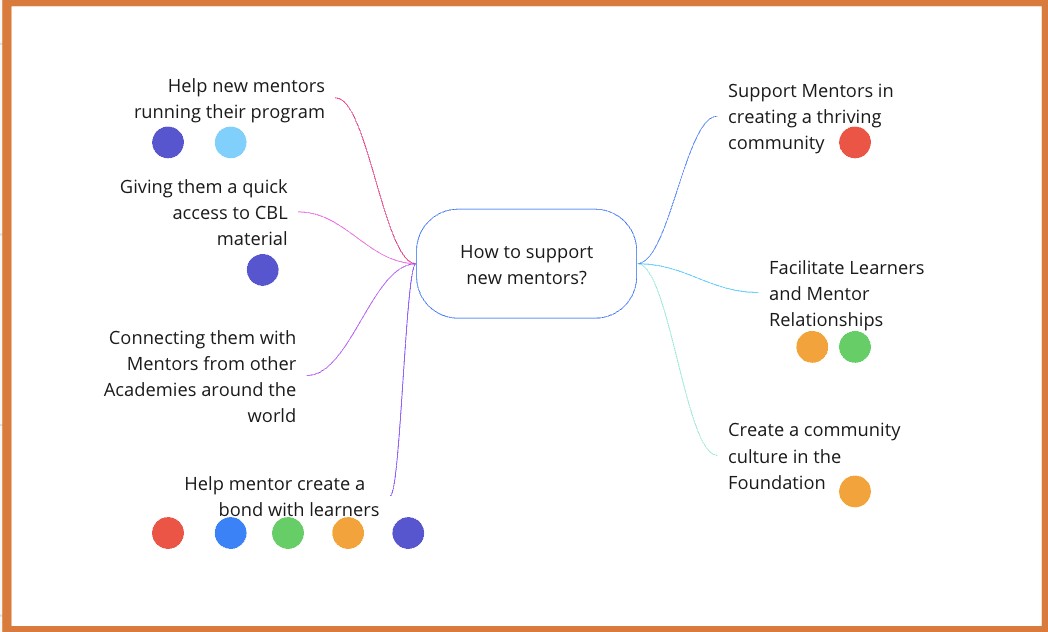 Help new mentors
running their program
Giving them a quick
access to CBL
material
Connecting them with
Mentors from other
Academies around the
world
Help mentor create a
bond with learners
How to support
new mentors?
Support Mentors in
creating a thriving
community
Facilitate Learners
and Mentor
Relationships
Create a community
culture in the
Foundation